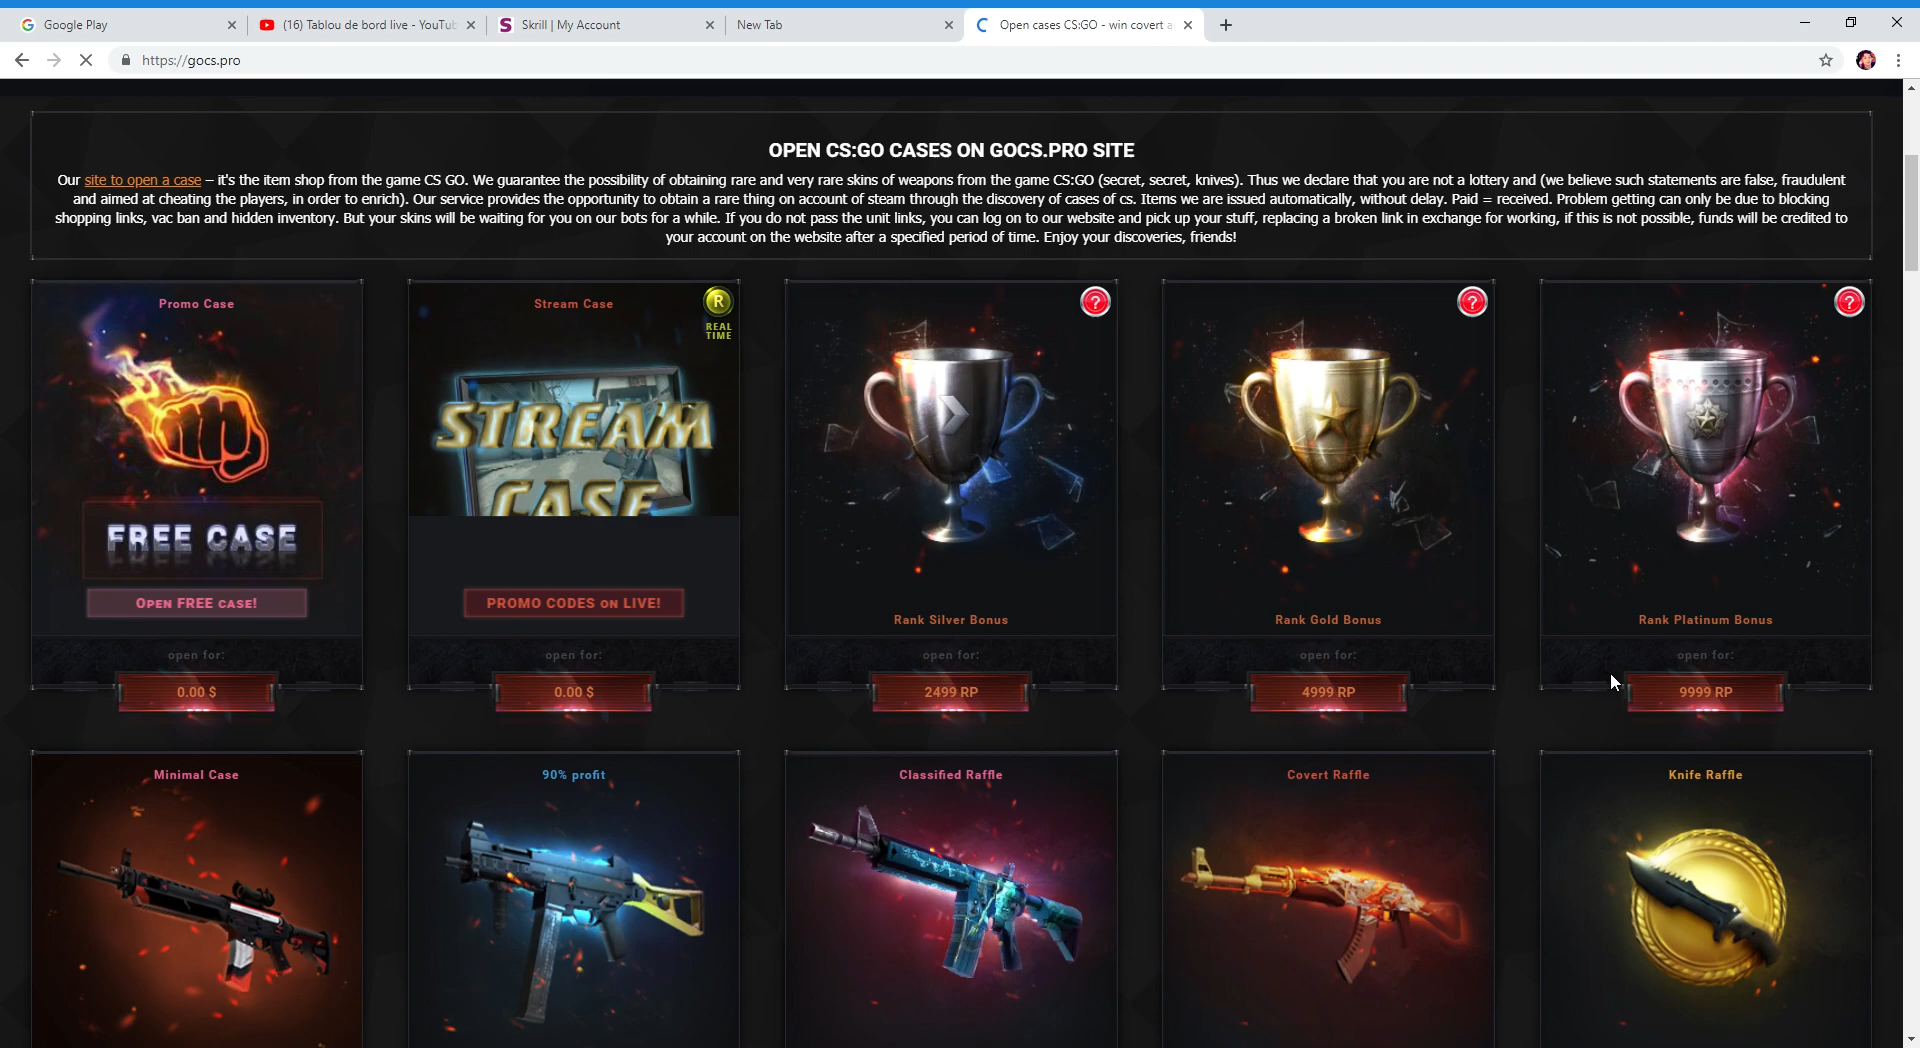 Google Play
(16) Tablou de bord live - YouTub
Skrill | My Account
New Tab
Open cases CS:GO - win covert a
https://gocs.pro
OPEN CS:GO CASES ON GOCS.PRO SITE
Our site to open a case – it's the item shop from the game CS GO. We guarantee the possibility of obtaining rare and very rare skins of weapons from the game CS:GO (secret, secret, knives). Thus we declare that you are not a lottery and (we believe such statements are false, fraudulent
and aimed at cheating the players, in order to enrich). Our service provides the opportunity to obtain a rare thing on account of steam through the discovery of cases of cs. Items we are issued automatically, without delay. Paid = received. Problem getting can only be due to blocking
shopping links, vac ban and hidden inventory. But your skins will be waiting for you on our bots for a while. If you do not pass the unit links, you can log on to our website and pick up your stuff, replacing a broken link in exchange for working, if this is not possible, funds will be credited to
your account on the website after a specified period of time. Enjoy your discoveries, friends!
Promo Case
FREE CASE
OPEN FREE CASE!
open for:
0.00 $
Stream Case
R
REAL
TIME
STREAM
CASE
PROMO CODES ON LIVE!
open for:
0.00 $
?
Rank Silver Bonus
open for:
2499 RP
?
Rank Gold Bonus
open for:
4999 RP
?
Rank Platinum Bonus
open for:
9999 RP
Minimal Case
90% profit
Classified Raffle
Covert Raffle
Knife Raffle